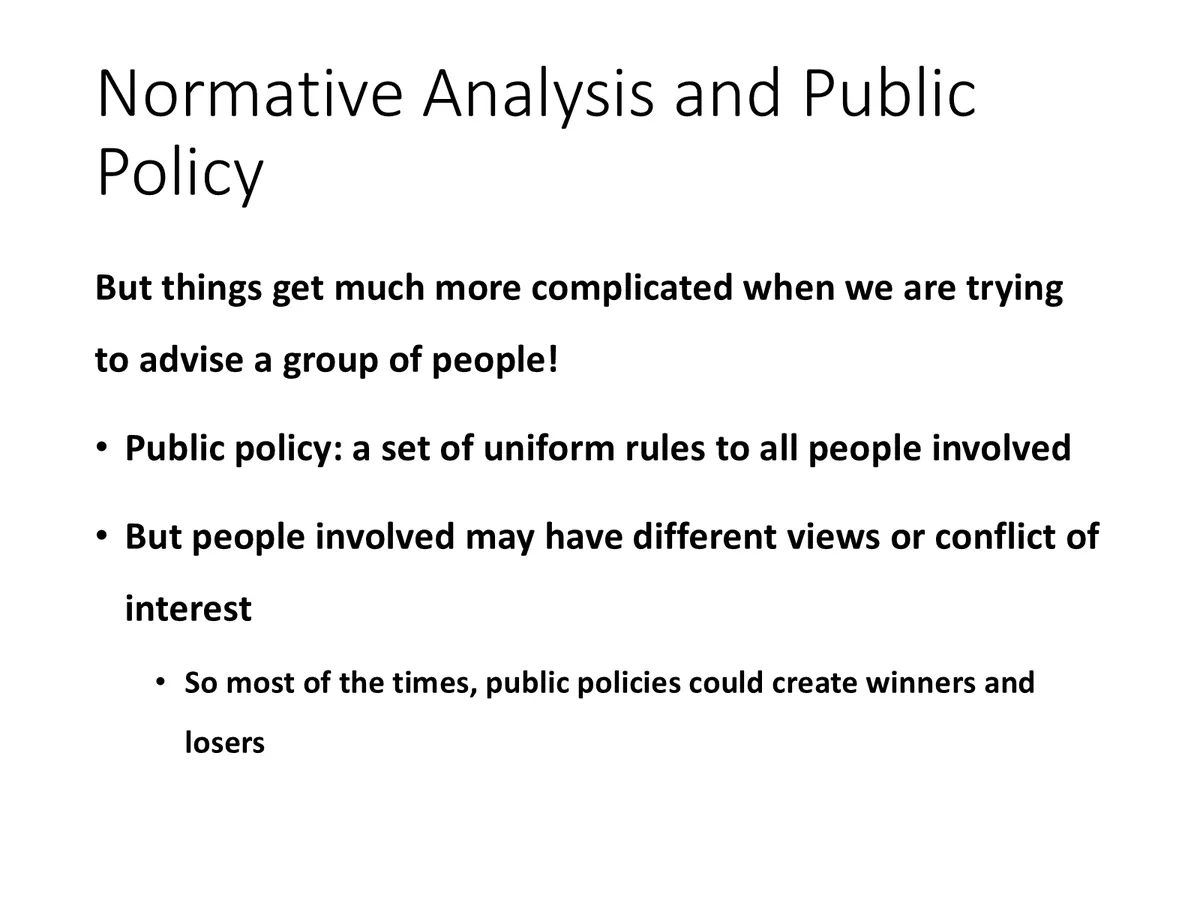 Normative Analysis and Public
Policy
But things get much more complicated when we are trying
to advise a group of people!
• Public policy: a set of uniform rules to all people involved
• But people involved may have different views or conflict of
interest
• So most of the times, public policies could create winners and
losers